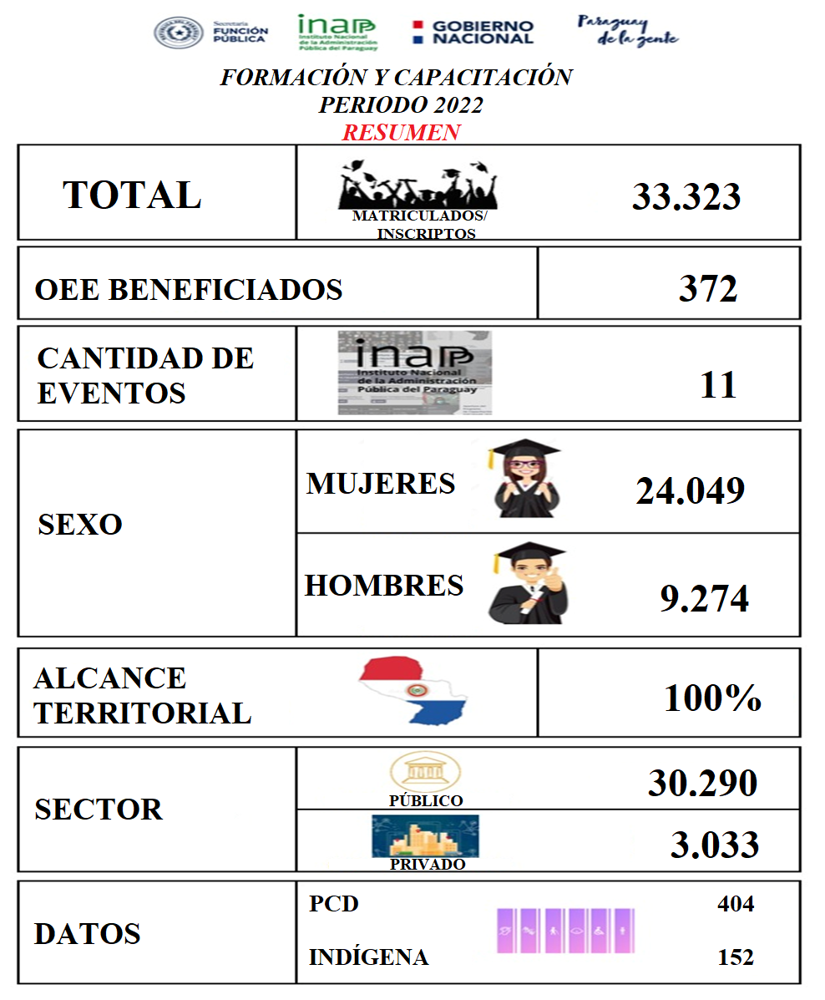 Secretaría
FUNCIÓN
PÚBLICA
inapp
Instituto Nacional
de la Administración
Pública del Paraguay
GOBIERNO
NACIONAL
Paraguay
de la gente
FORMACIÓN Y CAPACITACIÓN
PERIODO 2022
RESUMEN
TOTAL
MATRICULADOS/
INSCRIPTOS
33.323
OEE BENEFICIADOS
372
CANTIDAD DE
EVENTOS
inapp
Instituto Nacional
de la Administración
Pública del Paraguay
11
SEXO
MUJERES
24.049
HOMBRES
9.274
ALCANCE
TERRITORIAL
100%
SECTOR
PÚBLICO
30.290
PRIVADO
3.033
DATOS
PCD
404
INDÍGENA
152